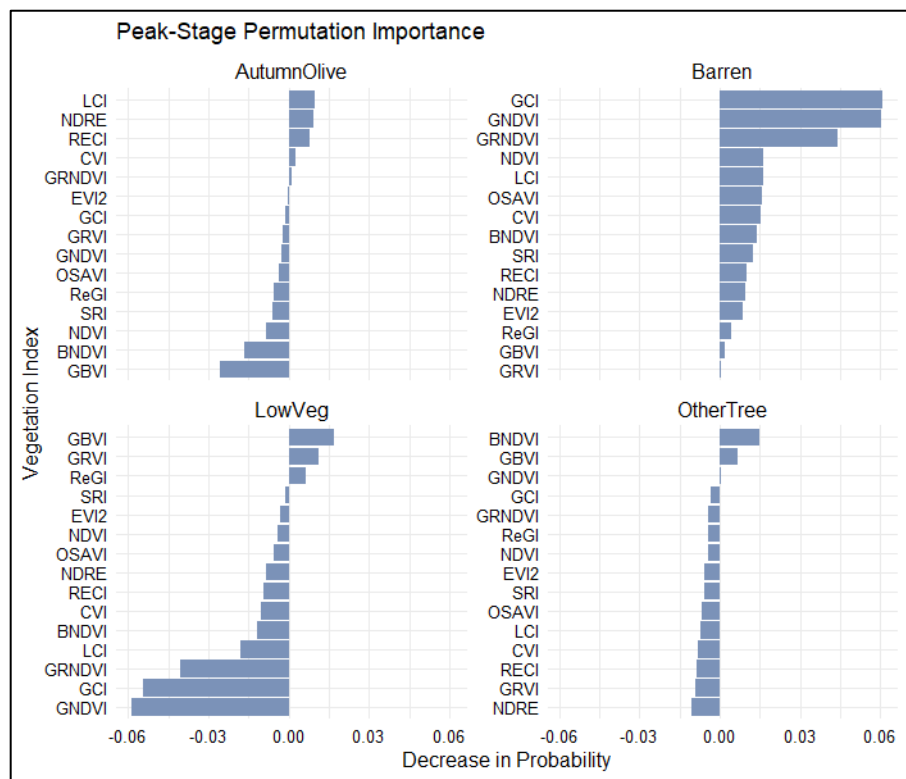 Peak-Stage Permutation Importance
AutumnOlive
LCI
NDRE
RECI
CVI
GRNDVI
EVI2
GCI
GRVI
GNDVI
OSAVI
ReGI
SRI
NDVI
BNDVI
GBVI
Barren
GCI
GNDVI
GRNDVI
NDVI
LCI
OSAVI
CVI
BNDVI
SRI
RECI
NDRE
EVI2
ReGI
GBVI
GRVI
LowVeg
GBVI
GRVI
ReGI
SRI
EVI2
NDVI
OSAVI
NDRE
RECI
CVI
BNDVI
LCI
GRNDVI
GCI
GNDVI
-0.06 -0.03 0.00 0.03 0.06
OtherTree
BNDVI
GBVI
GNDVI
GCI
GRNDVI
ReGI
NDVI
EVI2
SRI
OSAVI
LCI
CVI
RECI
GRVI
NDRE
-0.06 -0.03 0.00 0.03 0.06
Vegetation Index
Decrease in Probability